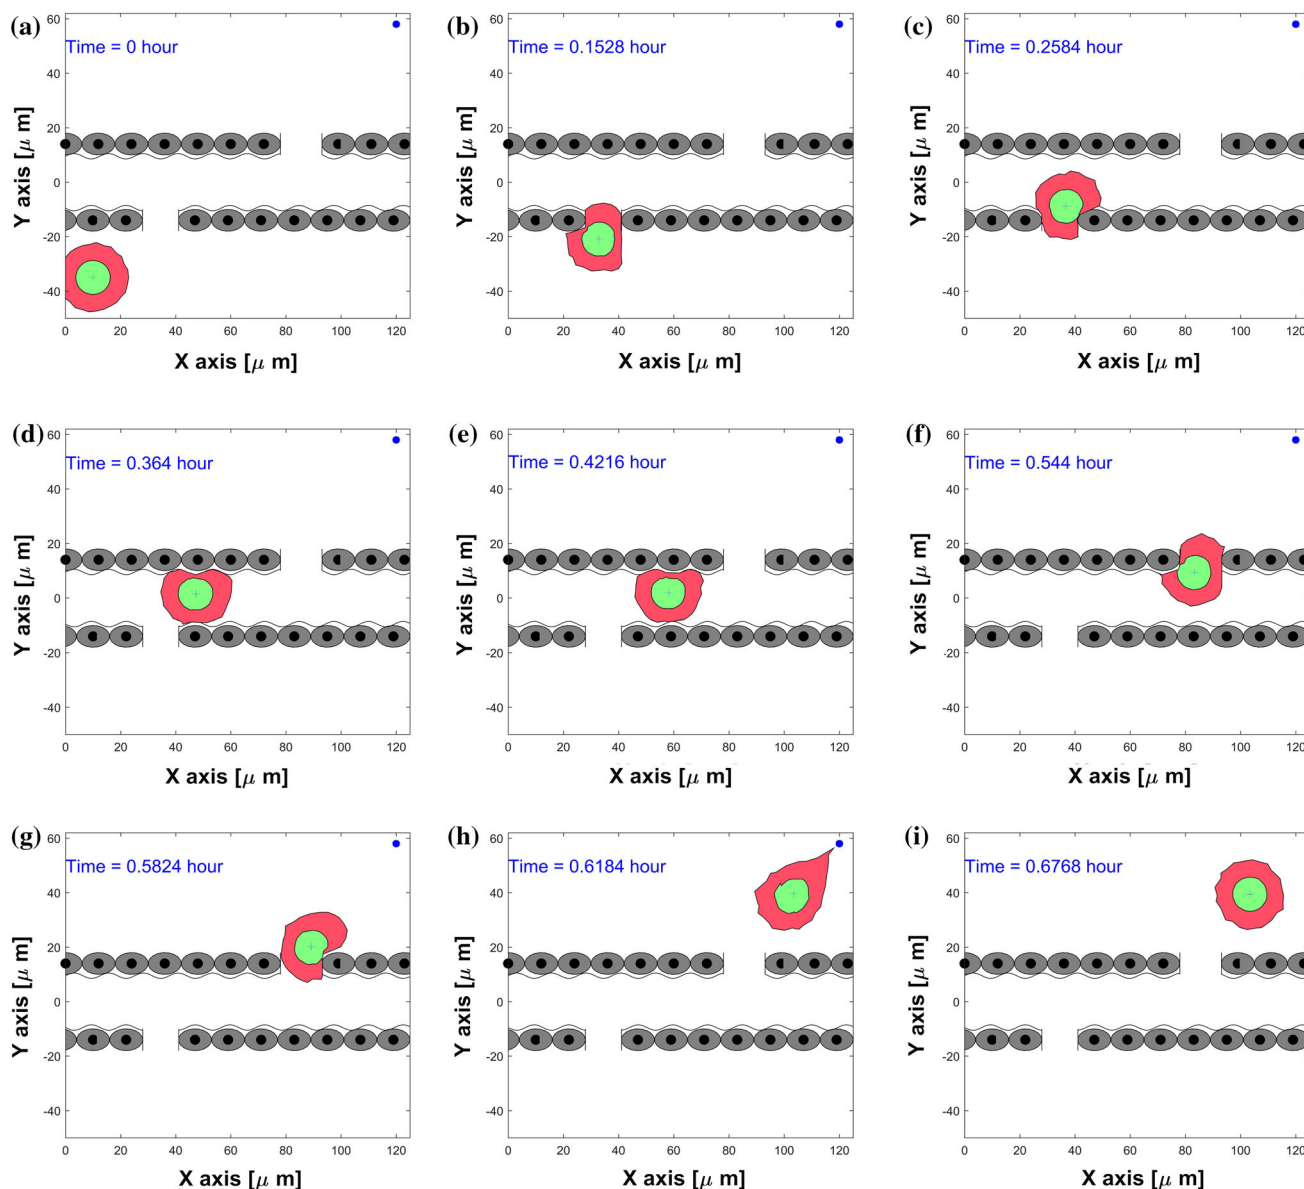 (a)
Time = 0 hour
60
40
20
0
-20
-40
0 20 40 60 80 100 120
Y axis [μ m]
X axis [μ m]
(b)
Time = 0.1528 hour
60
40
20
0
-20
-40
0 20 40 60 80 100 120
Y axis [μ m]
X axis [μ m]
(c)
Time = 0.2584 hour
60
40
20
0
-20
-40
0 20 40 60 80 100 120
Y axis [μ m]
X axis [μ m]
(d)
Time = 0.364 hour
60
40
20
0
-20
-40
0 20 40 60 80 100 120
Y axis [μ m]
X axis [μ m]
(e)
Time = 0.4216 hour
60
40
20
0
-20
-40
0 20 40 60 80 100 120
Y axis [μ m]
X axis [μ m]
(f)
Time = 0.544 hour
60
40
20
0
-20
-40
0 20 40 60 80 100 120
Y axis [μ m]
X axis [μ m]
(g)
Time = 0.5824 hour
60
40
20
0
-20
-40
0 20 40 60 80 100 120
Y axis [μ m]
X axis [μ m]
(h)
Time = 0.6184 hour
60
40
20
0
-20
-40
0 20 40 60 80 100 120
Y axis [μ m]
X axis [μ m]
(i)
Time = 0.6768 hour
60
40
20
0
-20
-40
0 20 40 60 80 100 120
Y axis [μ m]
X axis [μ m]